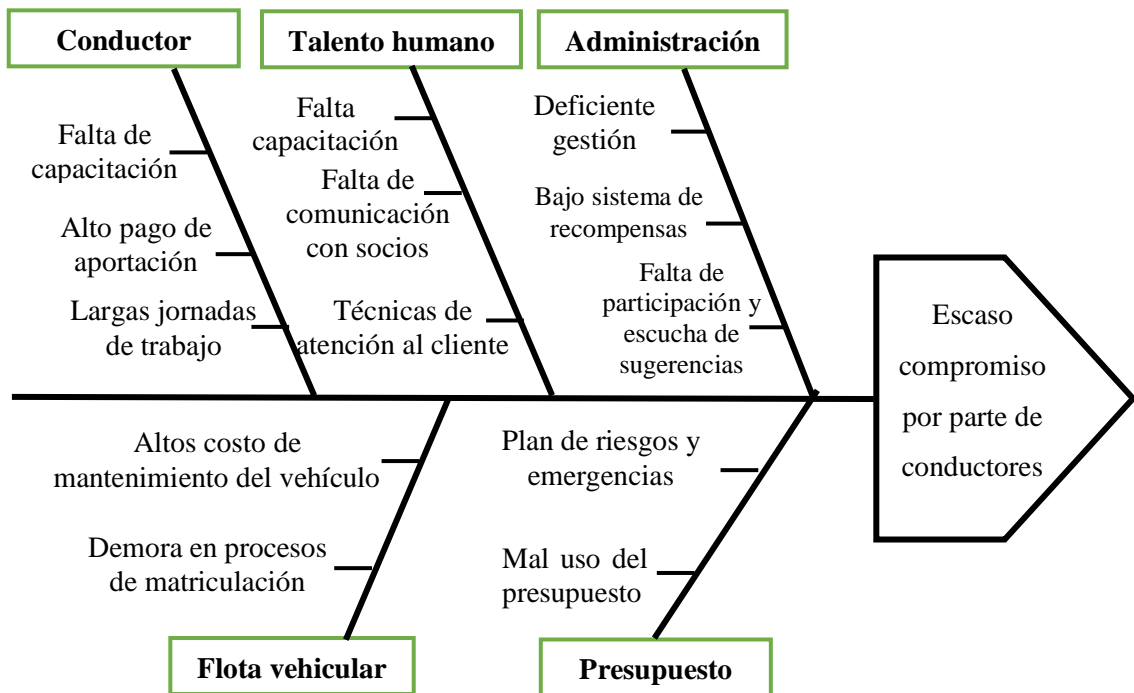 Conductor
Talento humano
Administración
Falta de
capacitación
Alto pago de
aportación
Largas jornadas
de trabajo
Falta
capacitación
Falta de
comunicación
con socios
Técnicas de
atención al cliente
Deficiente
gestión
Bajo sistema de
recompensas
Falta de
participación y
escucha de
sugerencias
Escaso
compromiso
por parte de
conductores
Altos costo de
mantenimiento del vehículo
Demora en procesos
de matriculación
Plan de riesgos y
emergencias
Mal uso del
presupuesto
Flota vehicular
Presupuesto